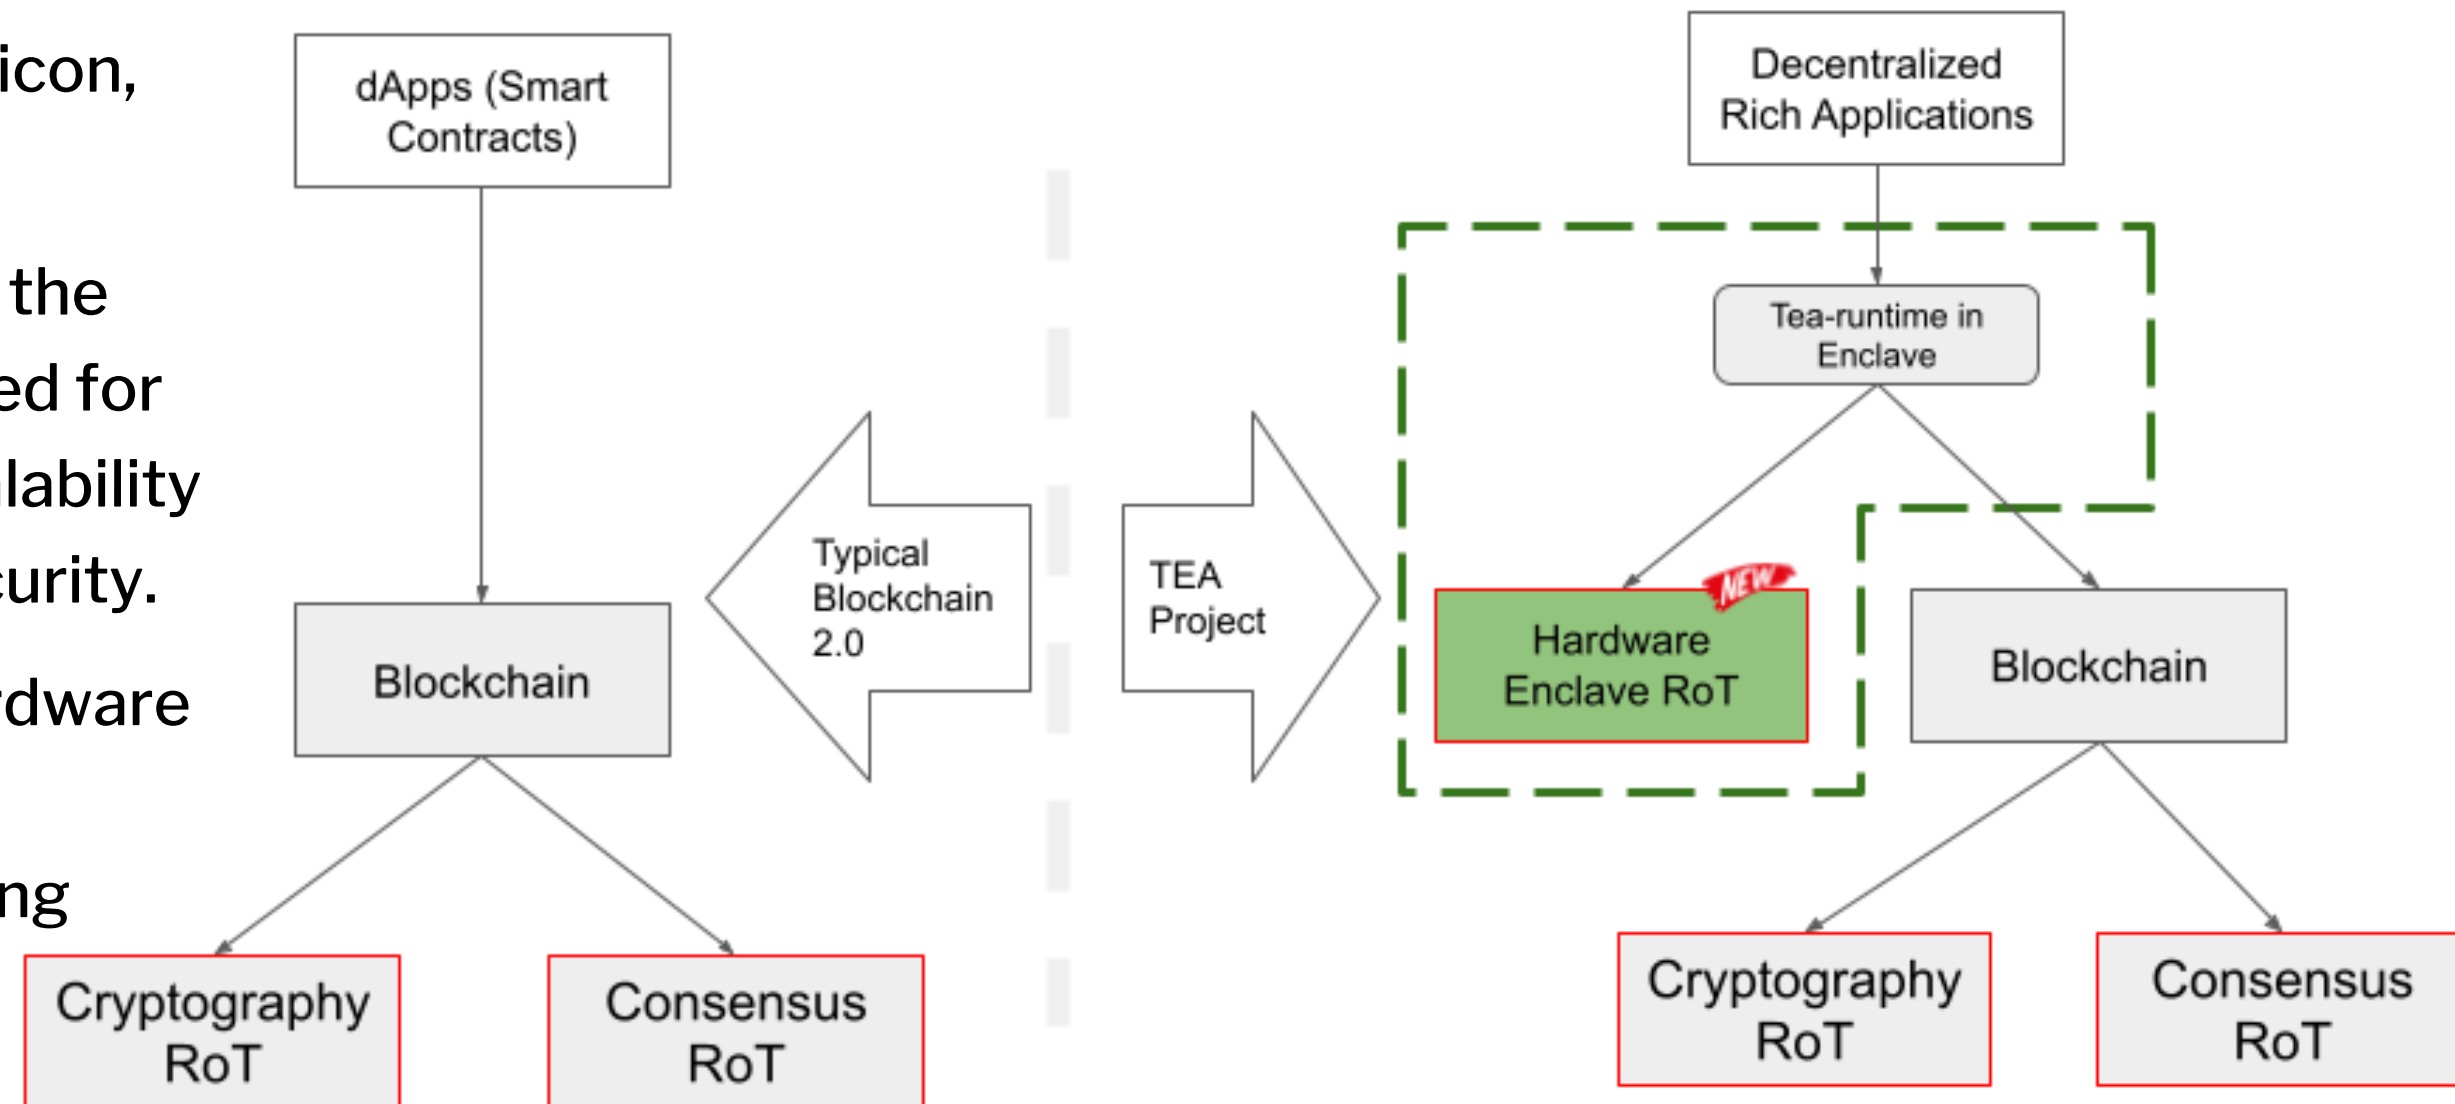 icon,
the
ed for
lability
curity.
rdware
ng
dApps (Smart
Contracts)
Blockchain
Cryptography
RoT
Consensus
RoT
Typical
Blockchain
2.0
TEA
Project
Decentralized
Rich Applications
Tea-runtime in
Enclave
NEW
Hardware
Enclave RoT
Blockchain
Cryptography
RoT
Consensus
RoT